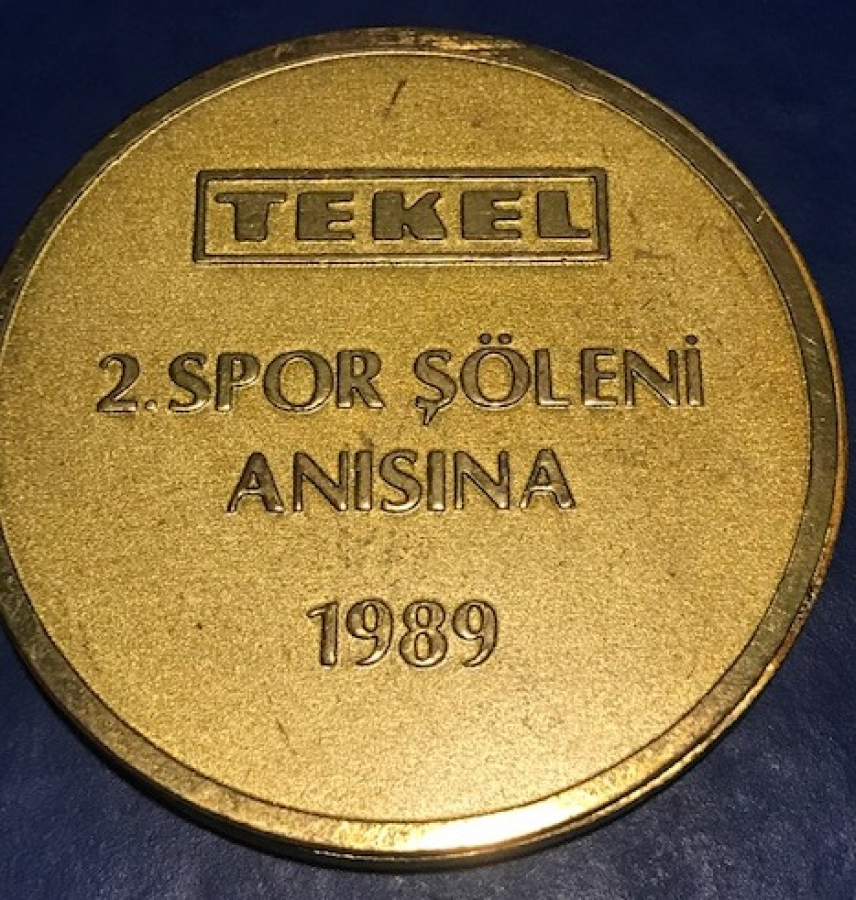 TEKEL
2.SPOR ŞÖLENİ
ANISINA
1989